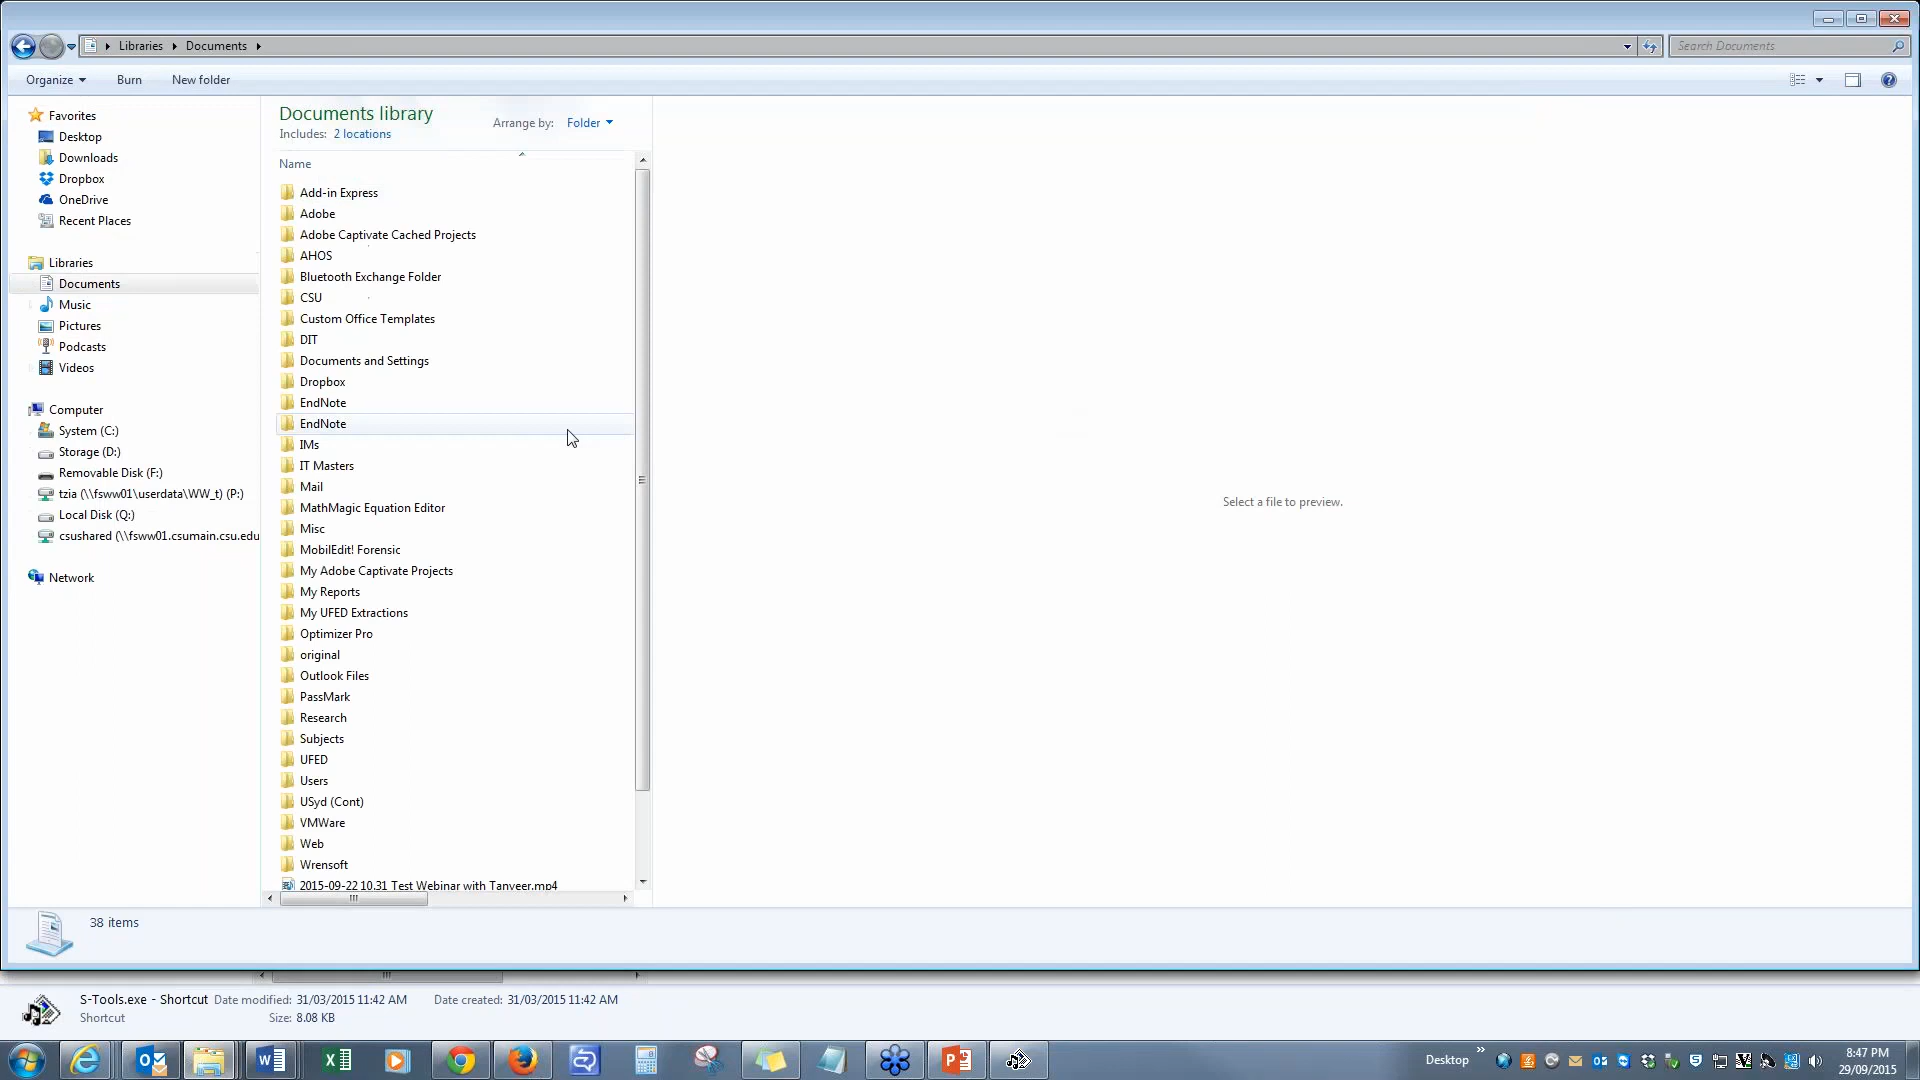 Libraries
Documents
Search Documents
Organize
Burn
New folder
Favorites
Desktop
Downloads
Dropbox
OneDrive
Recent Places
Libraries
Documents
Music
Pictures
Podcasts
Videos
Computer
System (C:)
Storage (D:)
Removable Disk (F:)
tzia (\\fsww01\userdata\WW_t) (P:)
Local Disk (Q:)
csushared (\\fsww01.csumain.csu.edu
Network
Documents library
Includes: 2 locations
Arrange by: Folder
Name
Add-in Express
Adobe
Adobe Captivate Cached Projects
AHOS
Bluetooth Exchange Folder
CSU
Custom Office Templates
DIT
Documents and Settings
Dropbox
EndNote
EndNote
IMs
IT Masters
Mail
MathMagic Equation Editor
Misc
MobilEdit! Forensic
My Adobe Captivate Projects
My Reports
My UFED Extractions
Optimizer Pro
original
Outlook Files
PassMark
Research
Subjects
UFED
Users
USyd (Cont)
VMWare
Web
Wrensoft
2015-09-22 10.31 Test Webinar with Tanveer.mp4
Select a file to preview.
38 items
S-Tools.exe - Shortcut Date modified: 31/03/2015 11:42 AM Date created: 31/03/2015 11:42 AM
Shortcut Size: 8.08 KB
Desktop
8:47 PM
29/09/2015